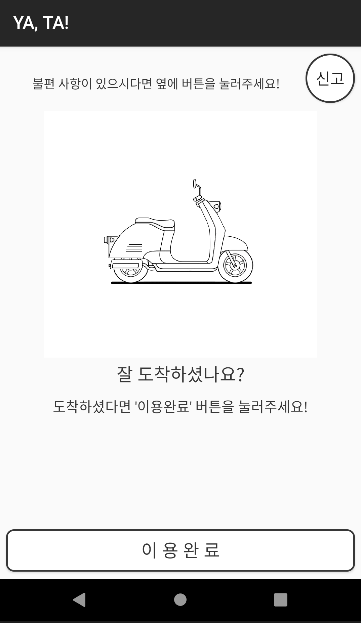 YA, TA!
불편 사항이 있으시다면 옆에 버튼을 눌러주세요!
신고
잘 도착하셨나요?
도착하셨다면 '이용완료' 버튼을 눌러주세요!
이 용 완 료